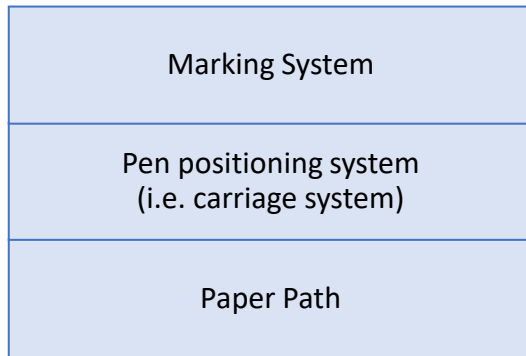 Marking System
Pen positioning system
(i.e. carriage system)
Paper Path